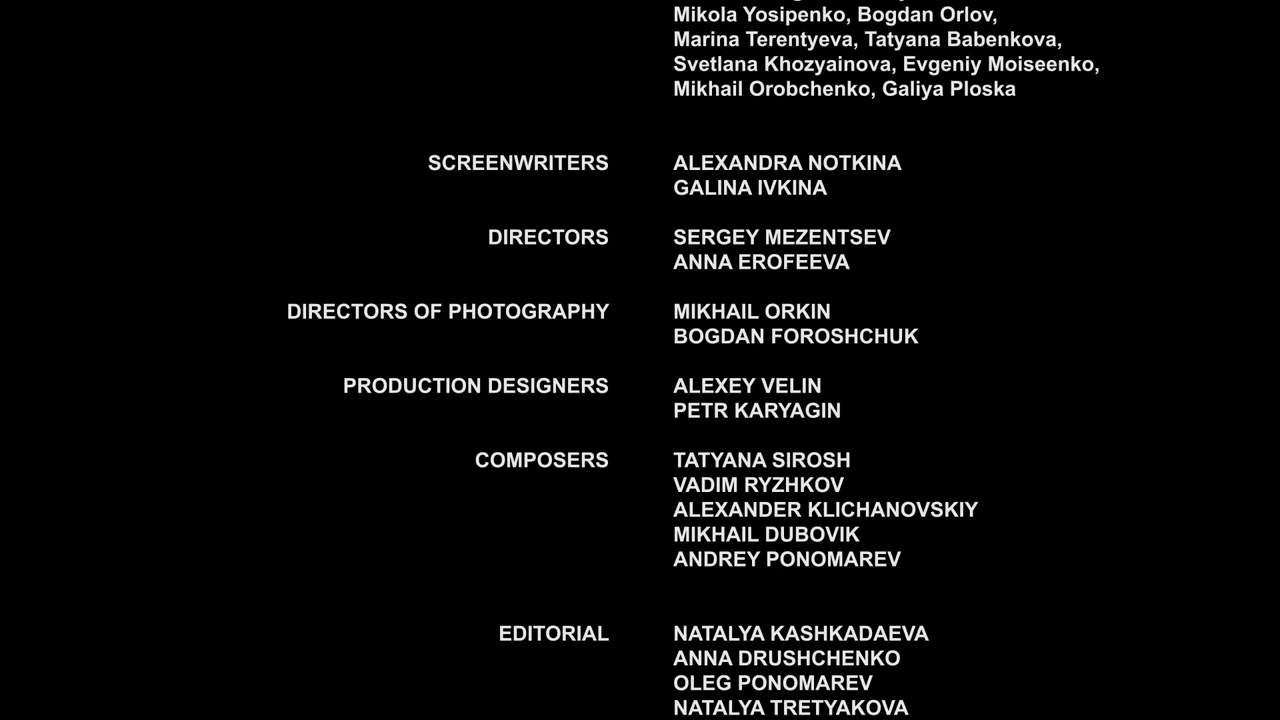 Mikola Yosipenko, Bogdan Orlov,
Marina Terentyeva, Tatyana Babenkova,
Svetlana Khozyainova, Evgeniy Moiseenko,
Mikhail Orobchenko, Galiya Ploska
SCREENWRITERS ALEXANDRA NOTKINA
GALINA IVKINA
DIRECTORS SERGEY MEZENTSEV
ANNA EROFEEVA
DIRECTORS OF PHOTOGRAPHY MIKHAIL ORKIN
BOGDAN FOROSHCHUK
PRODUCTION DESIGNERS ALEXEY VELIN
PETR KARYAGIN
COMPOSERS TATYANA SIROSH
VADIM RYZHKOV
ALEXANDER KLICHANOVSKIY
MIKHAIL DUBOVIK
ANDREY PONOMAREV
EDITORIAL NATALYA KASHKADAEVA
ANNA DRUSHCHENKO
OLEG PONOMAREV
NATALYA TRETYAKOVA